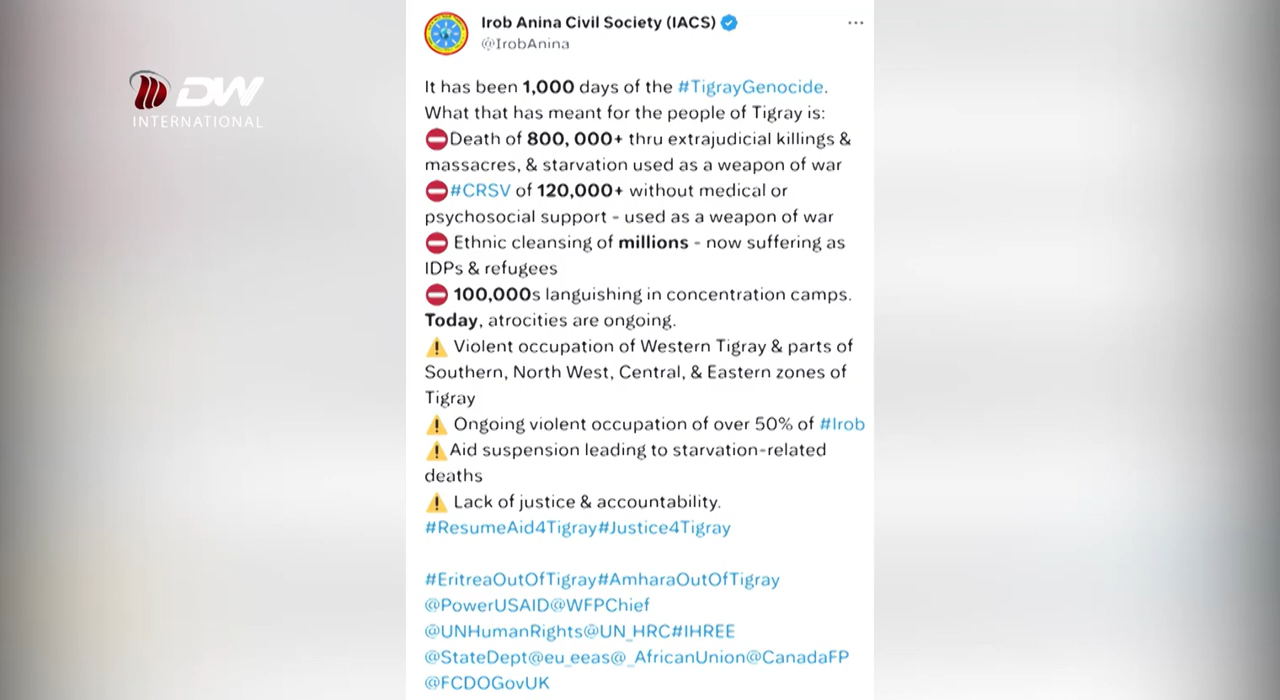 DW
INTERNATIONAL
Irob Anina Civil Society (IACS)
@IrobAnina
It has been 1,000 days of the #TigrayGenocide.
What that has meant for the people of Tigray is:
⛔Death of 800, 000+ thru extrajudicial killings &
massacres, & starvation used as a weapon of war
⛔#CRSV of 120,000+ without medical or
psychosocial support - used as a weapon of war
⛔ Ethnic cleansing of millions - now suffering as
IDPs & refugees
⛔ 100,000s languishing in concentration camps.
Today, atrocities are ongoing.
⚠️ Violent occupation of Western Tigray & parts of
Southern, North West, Central, & Eastern zones of
Tigray
⚠️ Ongoing violent occupation of over 50% of #Irob
⚠️Aid suspension leading to starvation-related
deaths
⚠️ Lack of justice & accountability.
#ResumeAid4Tigray#Justice4Tigray
#EritreaOutOfTigray#AmharaOutOfTigray
@PowerUSAID@WFPChief
@UNHumanRights@UN_HRC#IHREE
@StateDept@eu_eeas@_AfricanUnion@CanadaFP
@FCDOGovUK